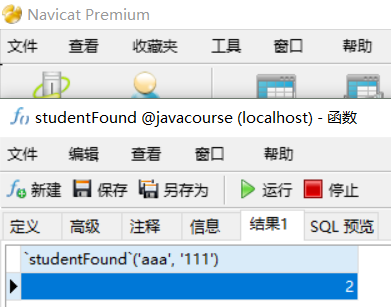 Navicat Premium
文件 查看 收藏夹 工具 窗口 帮助
studentFound @javacourse (localhost) - 函数
文件 编辑 查看 窗口 帮助
新建 保存 另存为 运行 停止
定义 高级 注释 信息 结果1 SQL 预览
`studentFound`('aaa', '111')
2